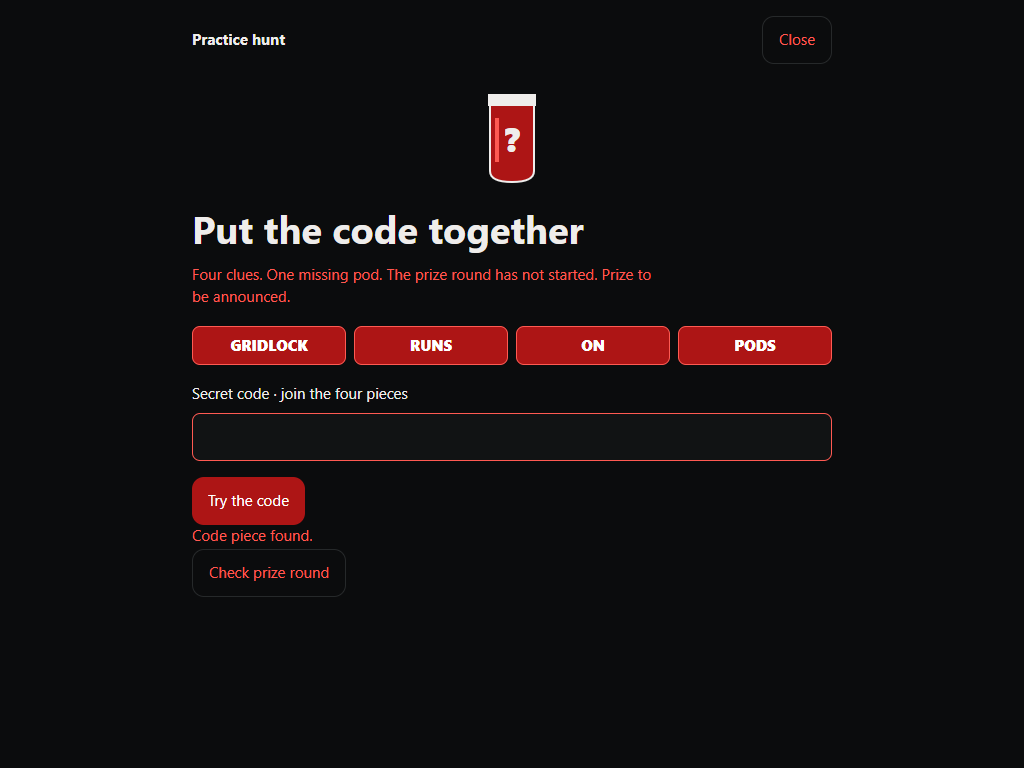 Practice hunt
Close
?
Put the code together
Four clues. One missing pod. The prize round has not started. Prize to
be announced.
GRIDLOCK
RUNS
ON
PODS
Secret code · join the four pieces
Try the code
Code piece found.
Check prize round